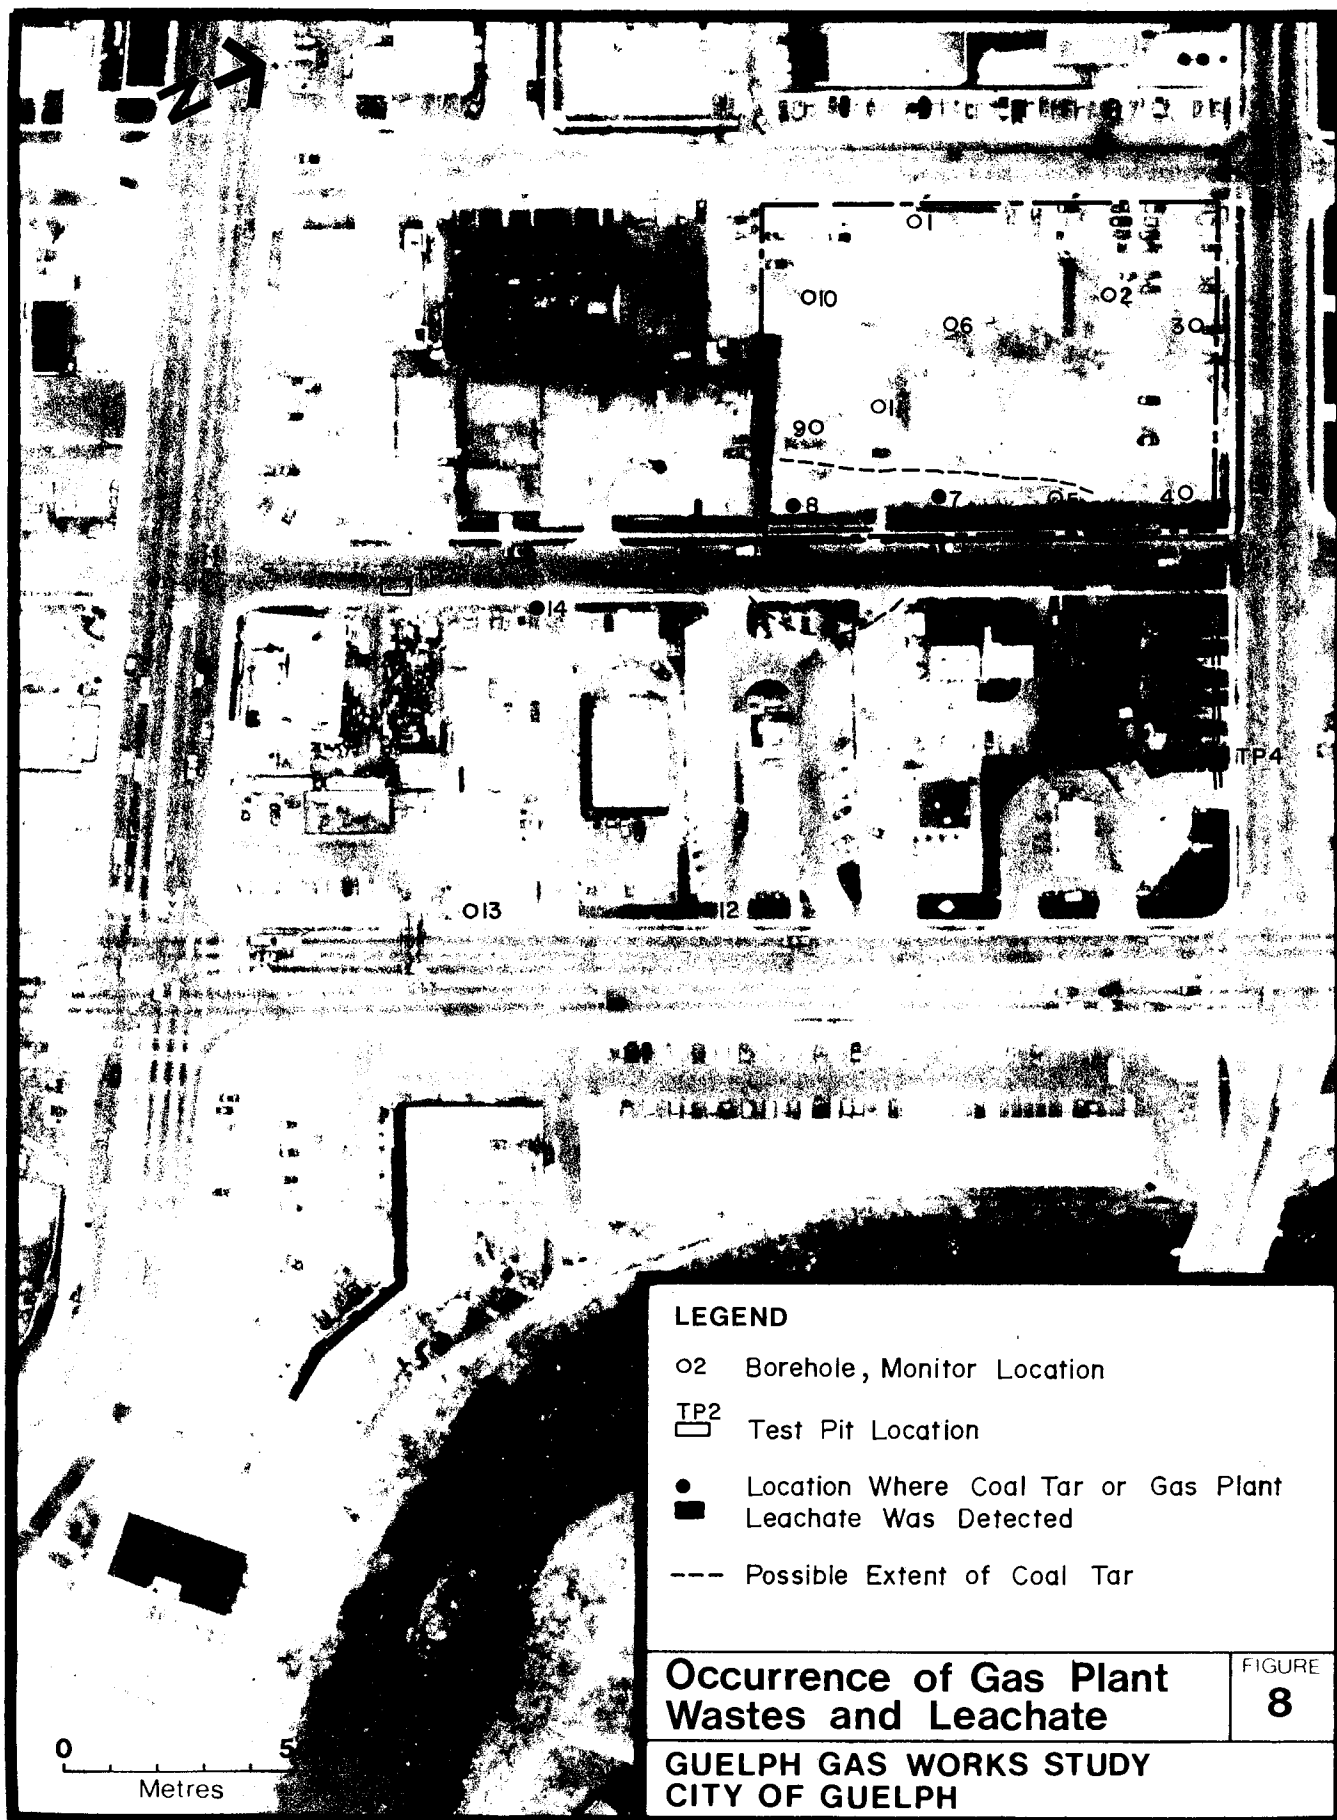 N
O1
O10
O2
O6
3O
O1
9O
●8
●7
O5
4O
●14
TP4
O13
12
LEGEND
O2 Borehole, Monitor Location
TP2 Test Pit Location
● Location Where Coal Tar or Gas Plant
Leachate Was Detected
--- Possible Extent of Coal Tar
Occurrence of Gas Plant
Wastes and Leachate
FIGURE
8
GUELPH GAS WORKS STUDY
CITY OF GUELPH
0 5
Metres